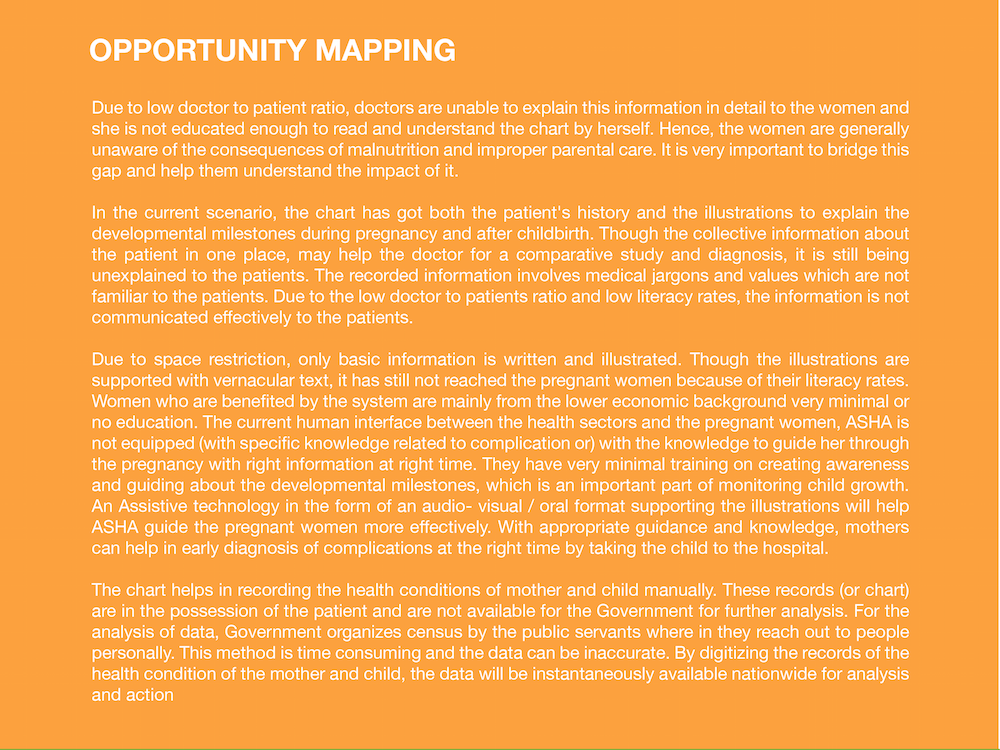 OPPORTUNITY MAPPING
Due to low doctor to patient ratio, doctors are unable to explain this information in detail to the women and
she is not educated enough to read and understand the chart by herself. Hence, the women are generally
unaware of the consequences of malnutrition and improper parental care. It is very important to bridge this
gap and help them understand the impact of it.
In the current scenario, the chart has got both the patient's history and the illustrations to explain the
developmental milestones during pregnancy and after childbirth. Though the collective information about
the patient in one place, may help the doctor for a comparative study and diagnosis, it is still being
unexplained to the patients. The recorded information involves medical jargons and values which are not
familiar to the patients. Due to the low doctor to patients ratio and low literacy rates, the information is not
communicated effectively to the patients.
Due to space restriction, only basic information is written and illustrated. Though the illustrations are
supported with vernacular text, it has still not reached the pregnant women because of their literacy rates.
Women who are benefited by the system are mainly from the lower economic background very minimal or
no education. The current human interface between the health sectors and the pregnant women, ASHA is
not equipped (with specific knowledge related to complication or) with the knowledge to guide her through
the pregnancy with right information at right time. They have very minimal training on creating awareness
and guiding about the developmental milestones, which is an important part of monitoring child growth.
An Assistive technology in the form of an audio- visual / oral format supporting the illustrations will help
ASHA guide the pregnant women more effectively. With appropriate guidance and knowledge, mothers
can help in early diagnosis of complications at the right time by taking the child to the hospital.
The chart helps in recording the health conditions of mother and child manually. These records (or chart)
are in the possession of the patient and are not available for the Government for further analysis. For the
analysis of data, Government organizes census by the public servants where in they reach out to people
personally. This method is time consuming and the data can be inaccurate. By digitizing the records of the
health condition of the mother and child, the data will be instantaneously available nationwide for analysis
and action